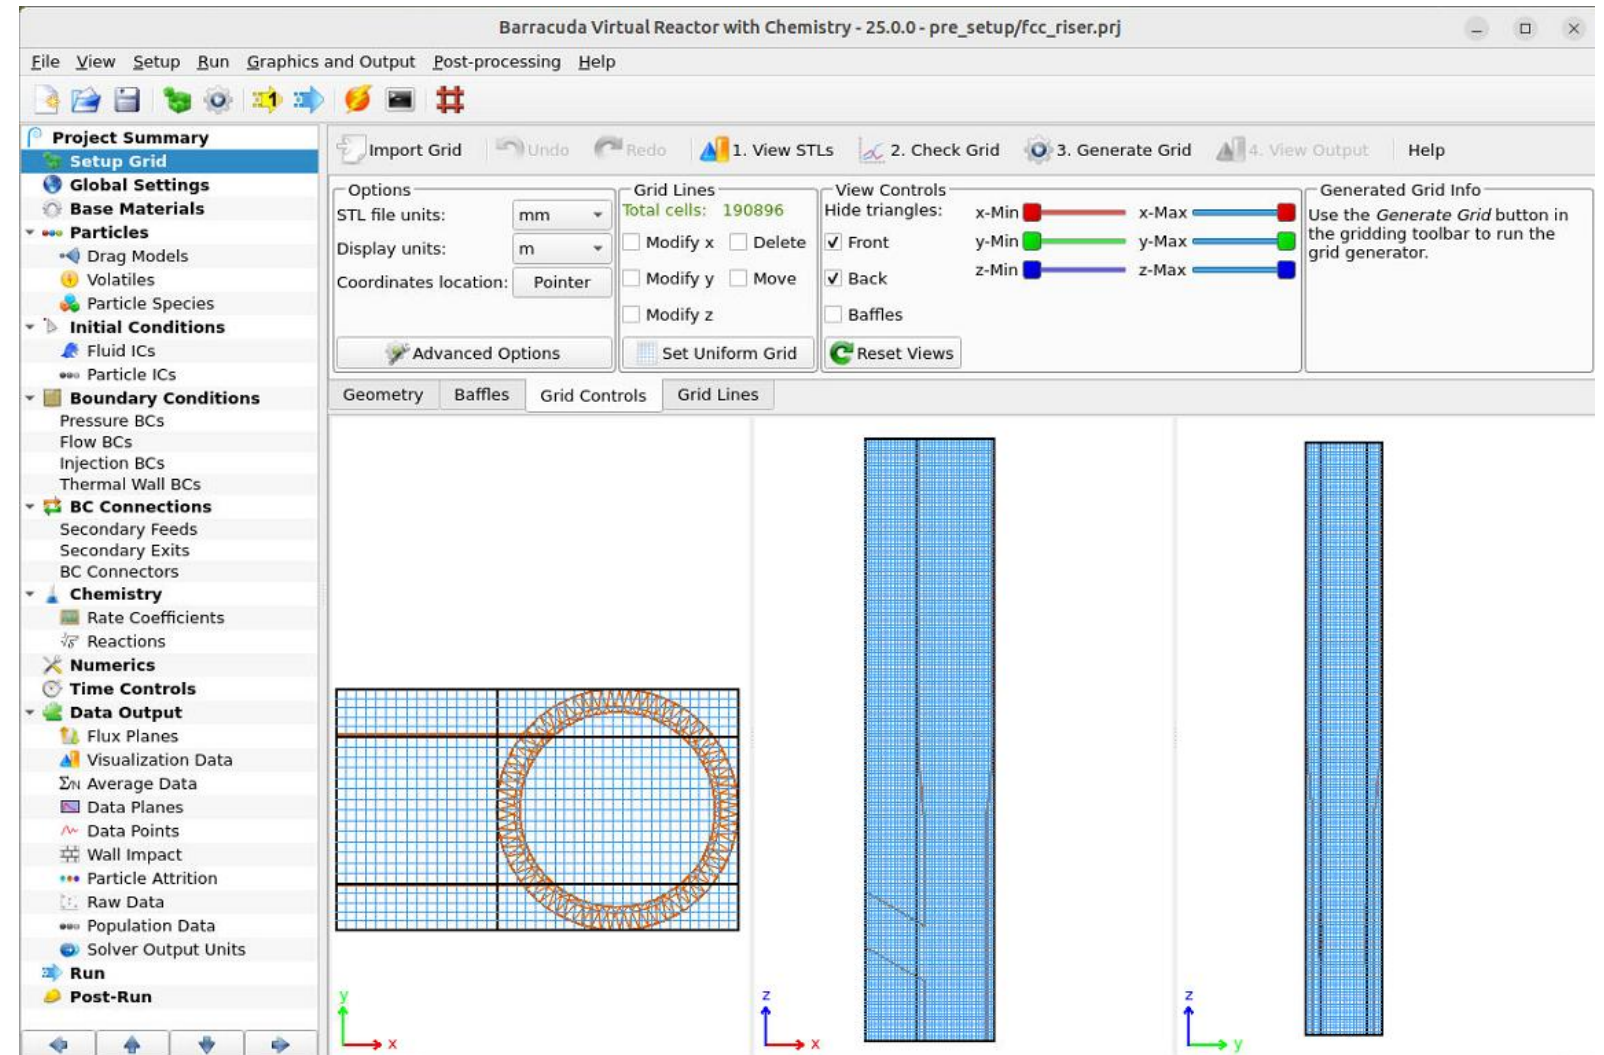 Barracuda Virtual Reactor with Chemistry - 25.0.0 - pre_setup/fcc_riser.prj
File View Setup Run Graphics and Output Post-processing Help
1
Project Summary
Setup Grid
Global Settings
Base Materials
Particles
Drag Models
Volatiles
Particle Species
Initial Conditions
Fluid ICs
Particle ICs
Boundary Conditions
Pressure BCs
Flow BCs
Injection BCs
Thermal Wall BCs
BC Connections
Secondary Feeds
Secondary Exits
BC Connectors
Chemistry
Rate Coefficients
Reactions
Numerics
Time Controls
Data Output
Flux Planes
Visualization Data
Σ/N Average Data
Data Planes
Data Points
Wall Impact
Particle Attrition
Raw Data
Population Data
Solver Output Units
Run
Post-Run
Import Grid Undo Redo 1. View STLs 2. Check Grid 3. Generate Grid 4. View Output Help
Options
STL file units: mm
Display units: m
Coordinates location: Pointer
Advanced Options
Grid Lines
Total cells: 190896
Modify x Delete
Modify y Move
Modify z
Set Uniform Grid
View Controls
Hide triangles: x-Min x-Max
Front y-Min y-Max
z-Min z-Max
Back
Baffles
Reset Views
Generated Grid Info
Use the Generate Grid button in
the gridding toolbar to run the
grid generator.
Geometry Baffles Grid Controls Grid Lines
y
x
z
x
z
y